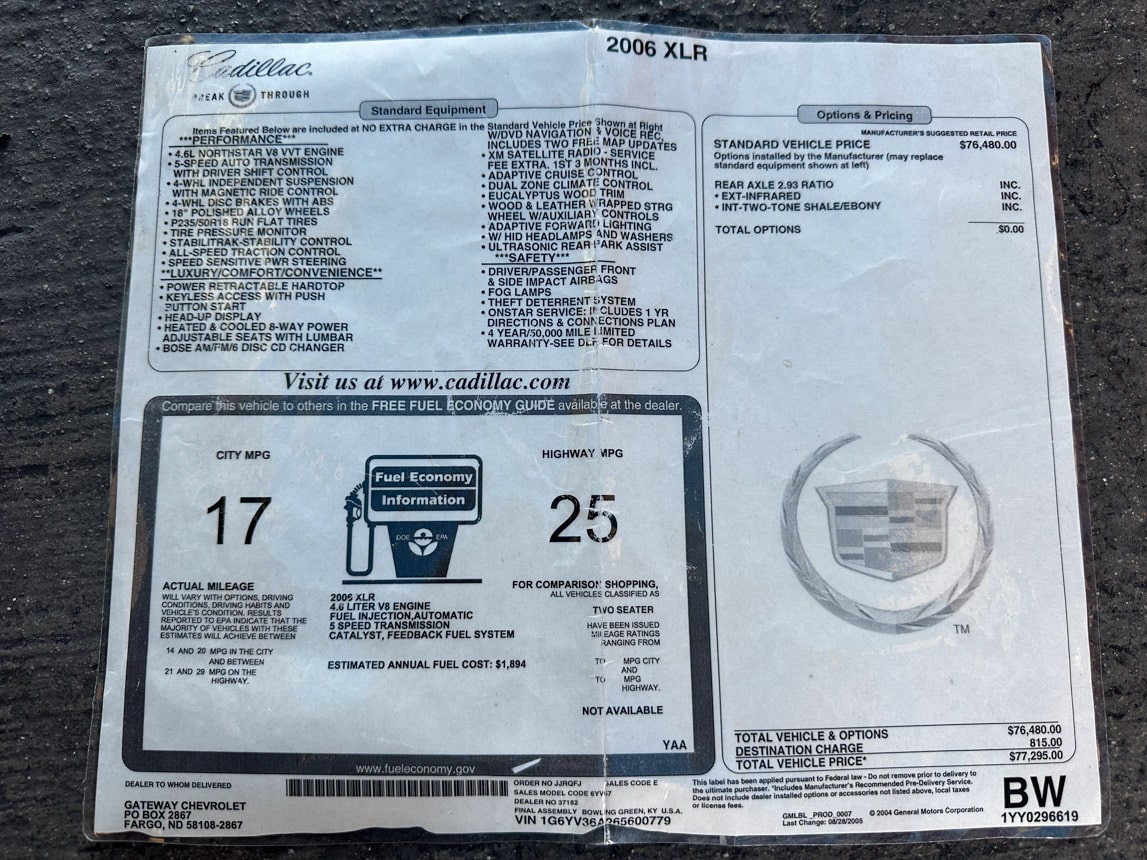 Cadillac.
BREAK THROUGH
2006 XLR
Standard Equipment
Items Featured Below are included at NO EXTRA CHARGE in the Standard Vehicle Price Shown at Right
***PERFORMANCE***
• 4.6L NORTHSTAR V8 VVT ENGINE
• 5-SPEED AUTO TRANSMISSION
WITH DRIVER SHIFT CONTROL
• 4-WHL INDEPENDENT SUSPENSION
WITH MAGNETIC RIDE CONTROL
• 4-WHL DISC BRAKES WITH ABS
• 18" POLISHED ALLOY WHEELS
• P235/50R18 RUN FLAT TIRES
• TIRE PRESSURE MONITOR
• STABILITRAK-STABILITY CONTROL
• ALL-SPEED TRACTION CONTROL
• SPEED SENSITIVE PWR STEERING
**LUXURY/COMFORT/CONVENIENCE**
• POWER RETRACTABLE HARDTOP
• KEYLESS ACCESS WITH PUSH
BUTTON START
• HEAD-UP DISPLAY
• HEATED & COOLED 8-WAY POWER
ADJUSTABLE SEATS WITH LUMBAR
• BOSE AM/FM/6 DISC CD CHANGER
W/DVD NAVIGATION & VOICE REC,
INCLUDES TWO FREE MAP UPDATES
• XM SATELLITE RADIO - SERVICE
FEE EXTRA. 1ST 3 MONTHS INCL.
• ADAPTIVE CRUISE CONTROL
• DUAL ZONE CLIMATE CONTROL
• EUCALYPTUS WOOD TRIM
• WOOD & LEATHER WRAPPED STRG
WHEEL W/AUXILIARY CONTROLS
• ADAPTIVE FORWARD LIGHTING
• W/ HID HEADLAMPS AND WASHERS
• ULTRASONIC REAR PARK ASSIST
***SAFETY***
• DRIVER/PASSENGER FRONT
& SIDE IMPACT AIRBAGS
• FOG LAMPS
• THEFT DETERRENT SYSTEM
• ONSTAR SERVICE: INCLUDES 1 YR
DIRECTIONS & CONNECTIONS PLAN
• 4 YEAR/50,000 MILE LIMITED
WARRANTY-SEE DLR FOR DETAILS
Options & Pricing
MANUFACTURER'S SUGGESTED RETAIL PRICE
STANDARD VEHICLE PRICE $76,480.00
Options installed by the Manufacturer (may replace
standard equipment shown at left)
REAR AXLE 2.93 RATIO INC.
• EXT-INFRARED INC.
• INT-TWO-TONE SHALE/EBONY INC.
TOTAL OPTIONS $0.00
TM
TOTAL VEHICLE & OPTIONS $76,480.00
DESTINATION CHARGE 815.00
TOTAL VEHICLE PRICE* $77,295.00
Visit us at www.cadillac.com
Compare this vehicle to others in the FREE FUEL ECONOMY GUIDE available at the dealer.
CITY MPG
17
Fuel Economy
Information
DOE EPA
HIGHWAY MPG
25
ACTUAL MILEAGE
WILL VARY WITH OPTIONS, DRIVING
CONDITIONS, DRIVING HABITS AND
VEHICLE'S CONDITION. RESULTS
REPORTED TO EPA INDICATE THAT THE
MAJORITY OF VEHICLES WITH THESE
ESTIMATES WILL ACHIEVE BETWEEN
14 AND 20 MPG IN THE CITY
AND BETWEEN
21 AND 29 MPG ON THE
HIGHWAY.
2006 XLR
4.6 LITER V8 ENGINE
FUEL INJECTION,AUTOMATIC
5 SPEED TRANSMISSION
CATALYST, FEEDBACK FUEL SYSTEM
ESTIMATED ANNUAL FUEL COST: $1,894
FOR COMPARISON SHOPPING,
ALL VEHICLES CLASSIFIED AS
TWO SEATER
HAVE BEEN ISSUED
MILEAGE RATINGS
RANGING FROM
TO MPG CITY
AND
TO MPG
HIGHWAY.
NOT AVAILABLE
YAA
www.fueleconomy.gov
DEALER TO WHOM DELIVERED
GATEWAY CHEVROLET
PO BOX 2867
FARGO, ND 58108-2867
ORDER NO JJRQFJ SALES CODE E
SALES MODEL CODE 6YV67
DEALER NO 37182
FINAL ASSEMBLY BOWLING GREEN, KY U.S.A.
VIN 1G6YV36A265600779
This label has been applied pursuant to Federal law - Do not remove prior to delivery to
the ultimate purchaser. *Includes Manufacturer's Recommended Pre-Delivery Service.
Does not include dealer installed options or accessories not listed above, local taxes
or license fees.
GMLBL_PROD_0007 © 2004 General Motors Corporation
Last Change: 08/28/2005
BW
1YY0296619